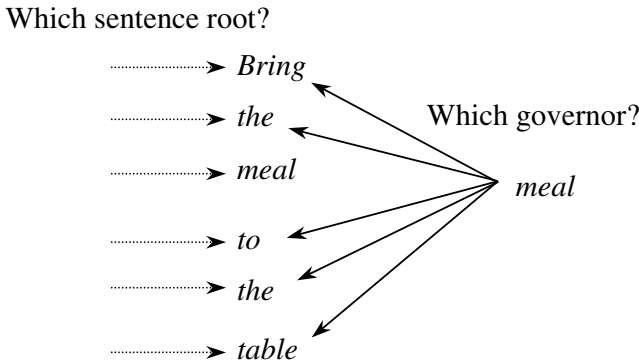 Which sentence root?
Bring
the
Which governor?
meal
meal
to
the
table